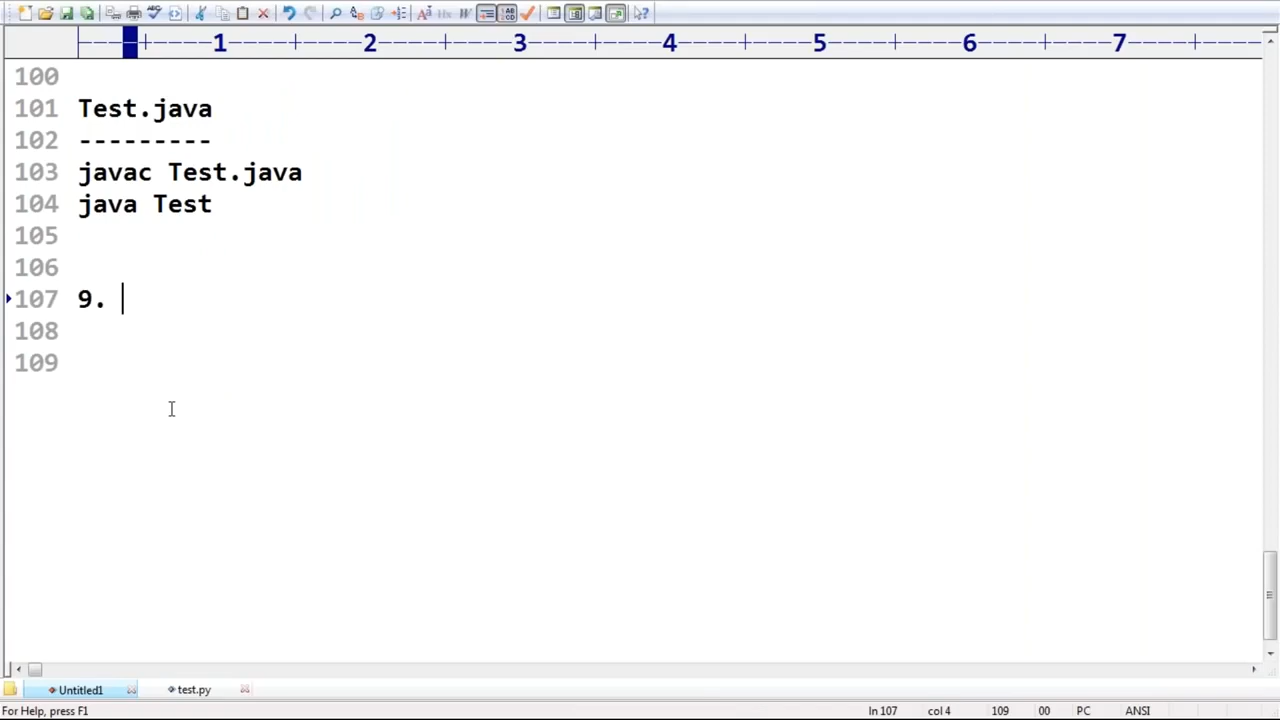 1 2 3 4 5 6 7
100
101 Test.java
102 ---------
103 javac Test.java
104 java Test
105
106
107 9.
108
109
Untitled1 test.py
For Help, press F1 ln 107 col 4 109 00 PC ANSI